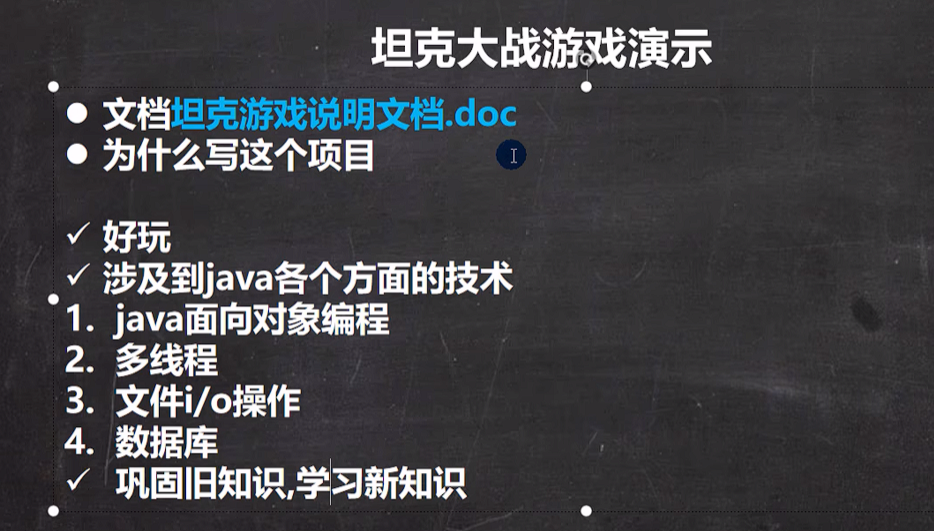 坦克大战游戏演示
● 文档坦克游戏说明文档.doc
● 为什么写这个项目
✓ 好玩
✓ 涉及到java各个方面的技术
1. java面向对象编程
2. 多线程
3. 文件i/o操作
4. 数据库
✓ 巩固旧知识,学习新知识